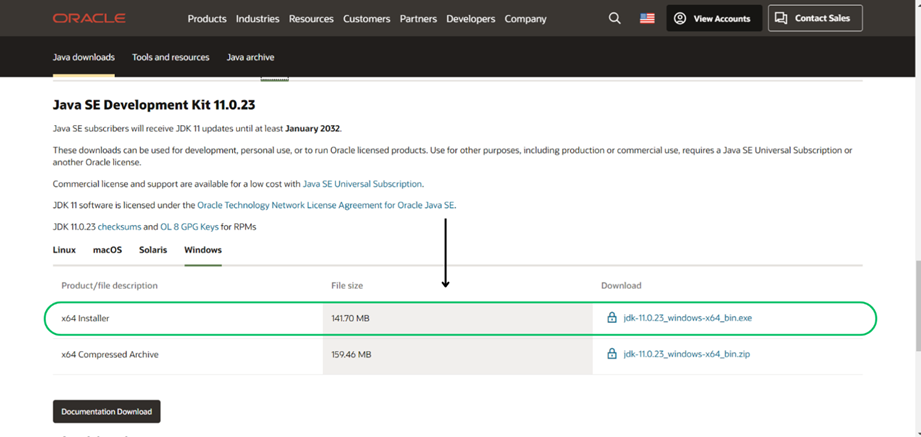 ORACLE Products Industries Resources Customers Partners Developers Company View Accounts Contact Sales
Java downloads Tools and resources Java archive
Java SE Development Kit 11.0.23
Java SE subscribers will receive JDK 11 updates until at least January 2032.
These downloads can be used for development, personal use, or to run Oracle licensed products. Use for other purposes, including production or commercial use, requires a Java SE Universal Subscription or
another Oracle license.
Commercial license and support are available for a low cost with Java SE Universal Subscription.
JDK 11 software is licensed under the Oracle Technology Network License Agreement for Oracle Java SE.
JDK 11.0.23 checksums and OL 8 GPG Keys for RPMs
Linux macOS Solaris Windows
Product/file description File size Download
x64 Installer 141.70 MB jdk-11.0.23_windows-x64_bin.exe
x64 Compressed Archive 159.46 MB jdk-11.0.23_windows-x64_bin.zip
Documentation Download